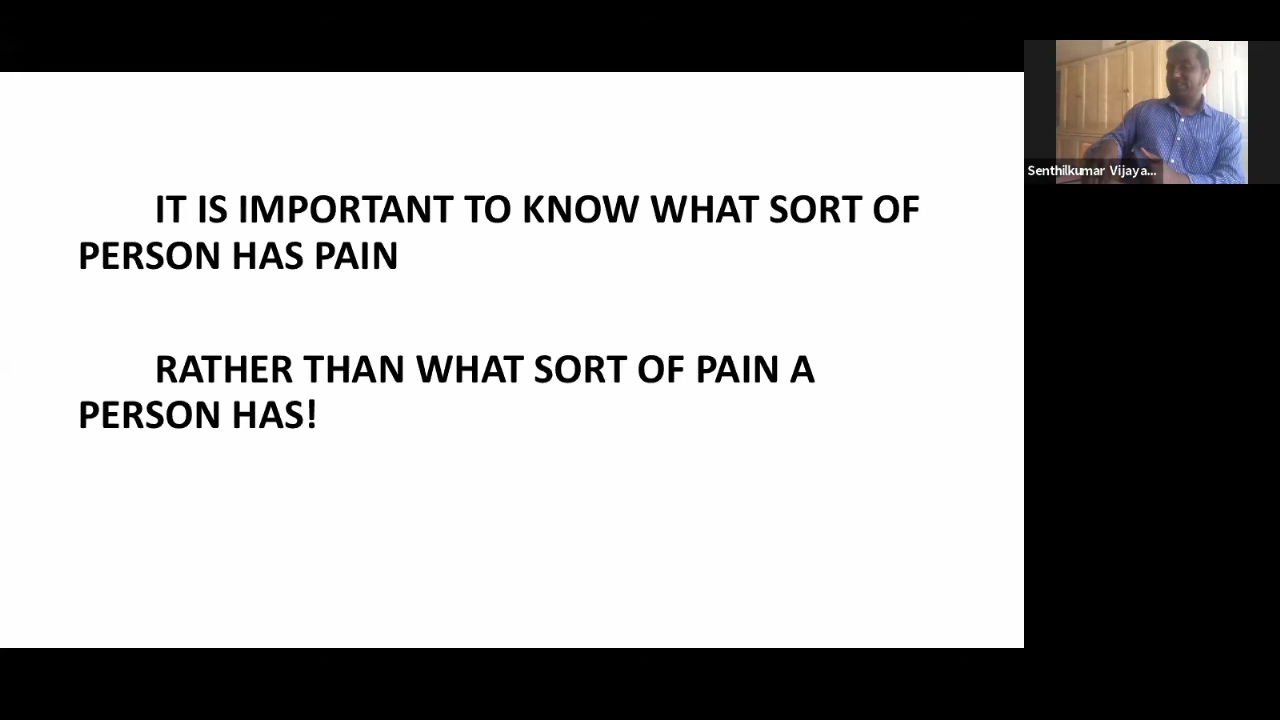 IT IS IMPORTANT TO KNOW WHAT SORT OF
PERSON HAS PAIN
RATHER THAN WHAT SORT OF PAIN A
PERSON HAS!
Senthilkumar Vijaya...